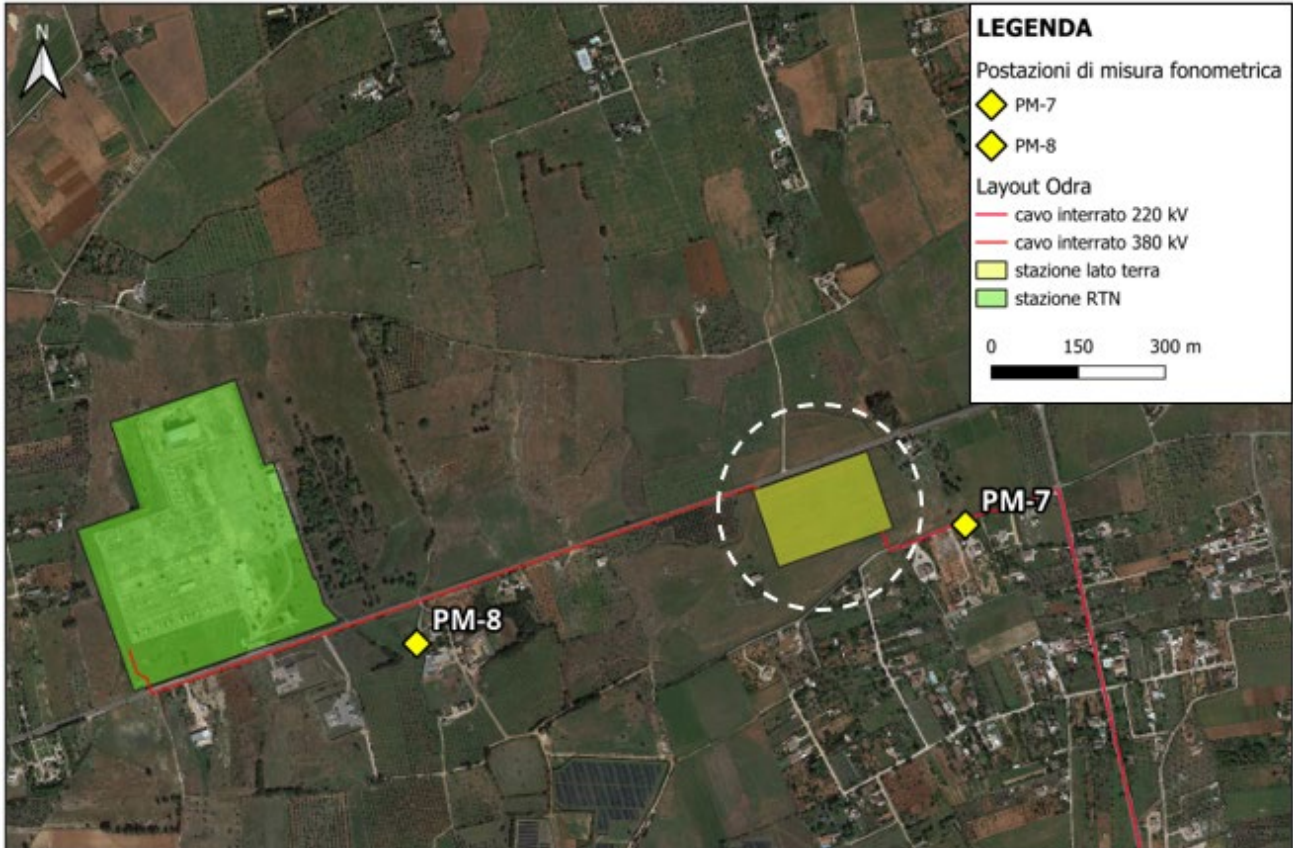 N
LEGENDA
Postazioni di misura fonometrica
PM-7
PM-8
Layout Odra
cavo interrato 220 kV
cavo interrato 380 kV
stazione lato terra
stazione RTN
0 150 300 m
PM-7
PM-8